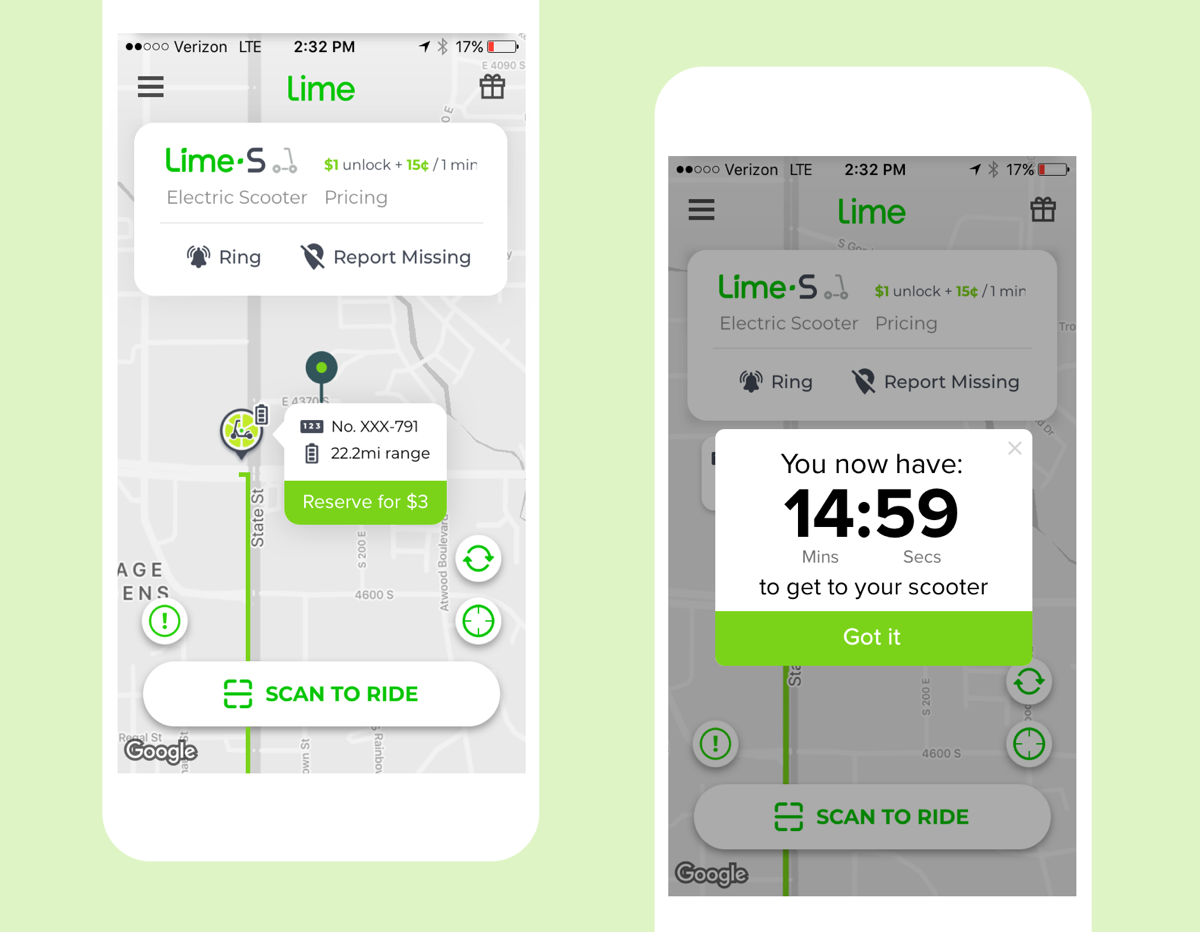 Verizon LTE 2:32 PM 17%
E 4090 S
Lime
Lime·S $1 unlock + 15¢ / 1 min
Electric Scooter Pricing
Ring Report Missing
E 4370 S
123 No. XXX-791
22.2mi range
Reserve for $3
State St
S 200 E
Atwood Boulevard
AGE
ENS
4600 S
!
SCAN TO RIDE
Regal St
Google
own St
S Rainbow
Verizon LTE 2:32 PM 17%
Lime
Lime·S $1 unlock + 15¢ / 1 min
Electric Scooter Pricing
Tro
Ring Report Missing
You now have:
14:59
Mins Secs
to get to your scooter
Got it
Sta
S 200 E
!
4600 S
SCAN TO RIDE
Google